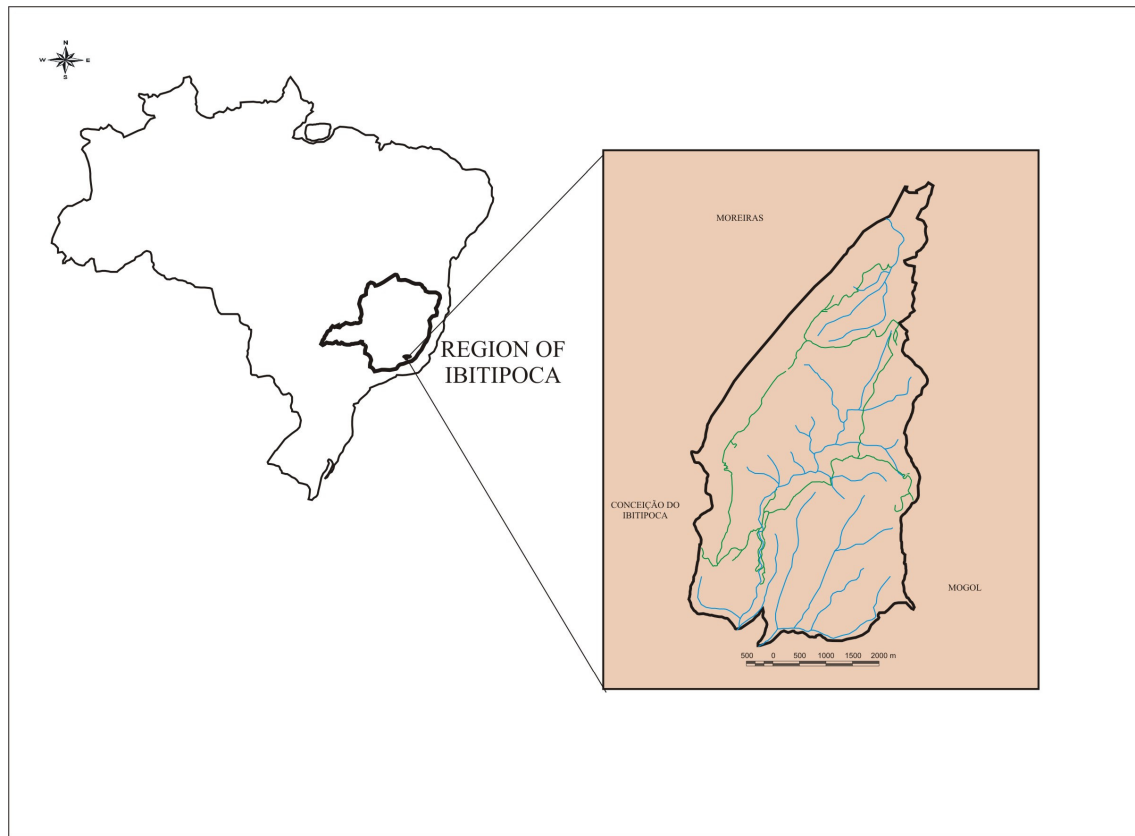 N
W E
S
MOREIRAS
REGION OF
IBITIPOCA
CONCEIÇÃO DO
IBITIPOCA
MOGOL
500 0 500 1000 1500 2000 m